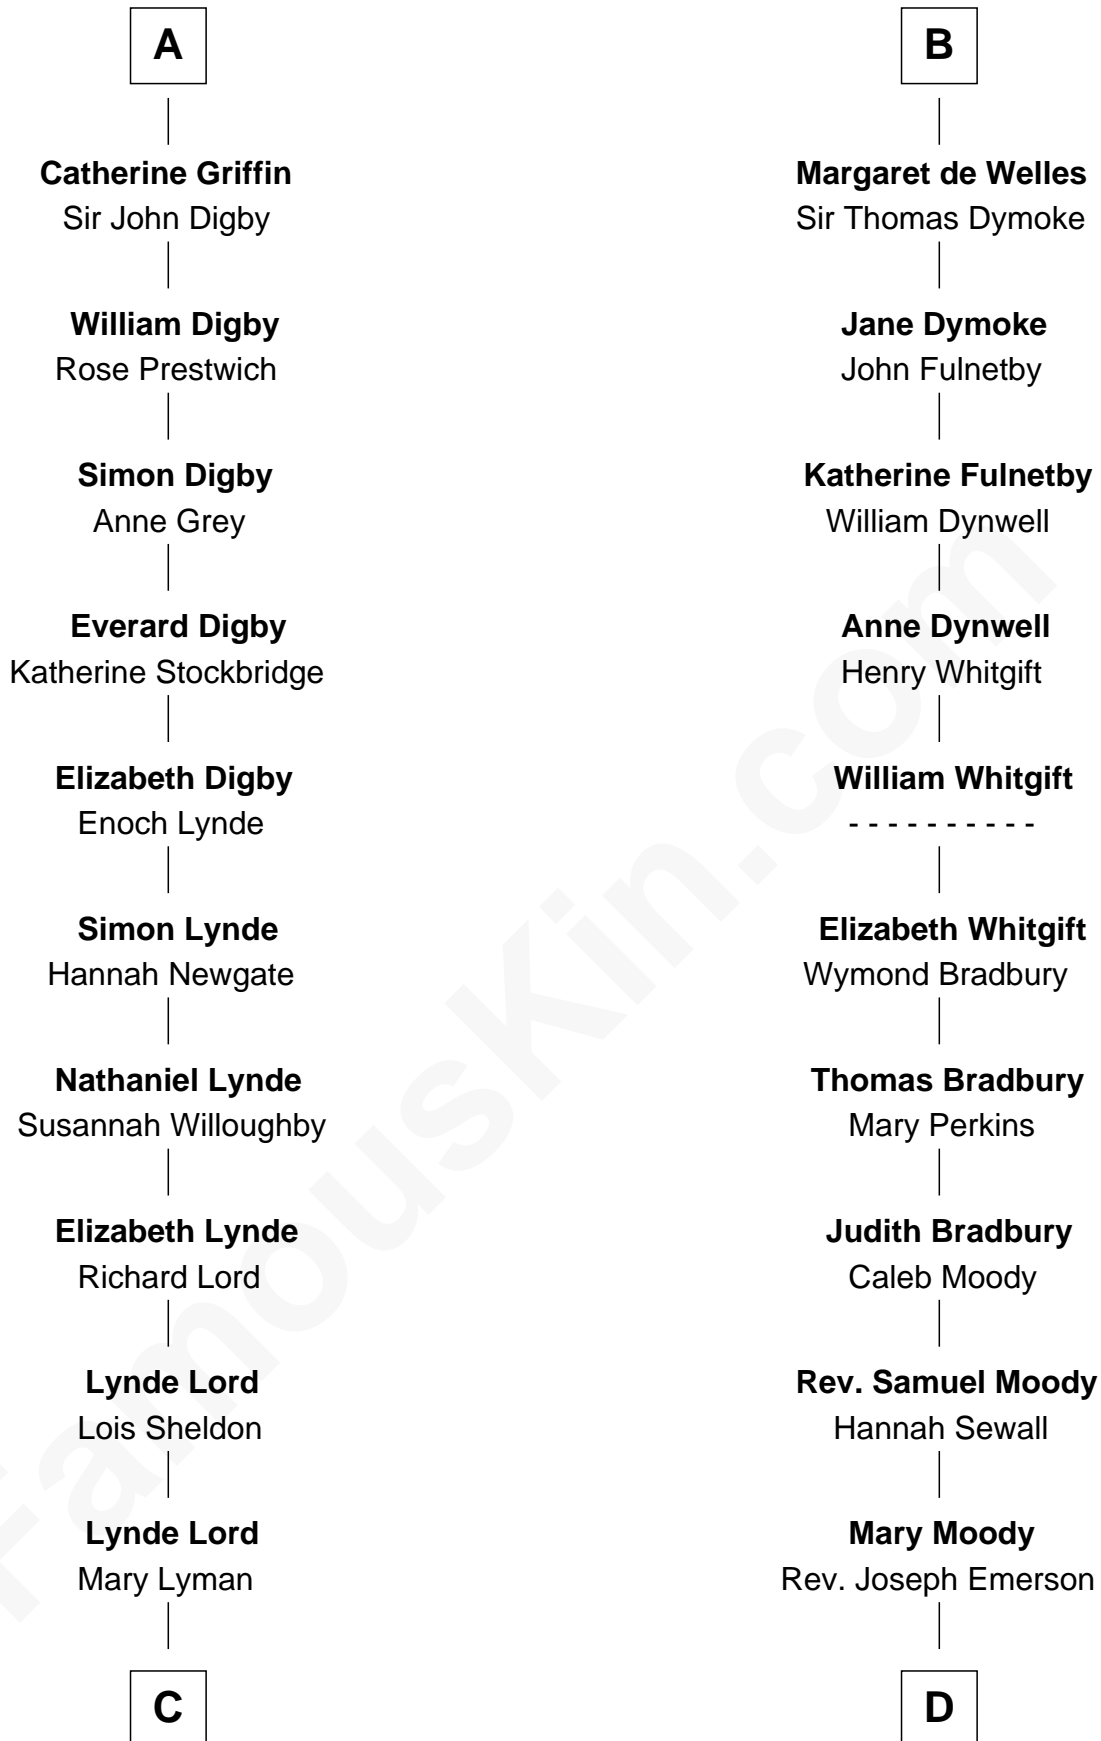 A
Catherine Griffin
Sir John Digby
William Digby
Rose Prestwich
Simon Digby
Anne Grey
Everard Digby
Katherine Stockbridge
Elizabeth Digby
Enoch Lynde
Simon Lynde
Hannah Newgate
Nathaniel Lynde
Susannah Willoughby
Elizabeth Lynde
Richard Lord
Lynde Lord
Lois Sheldon
Lynde Lord
Mary Lyman
C
B
Margaret de Welles
Sir Thomas Dymoke
Jane Dymoke
John Fulnetby
Katherine Fulnetby
William Dynwell
Anne Dynwell
Henry Whitgift
William Whitgift
- - - - - - - - - -
Elizabeth Whitgift
Wymond Bradbury
Thomas Bradbury
Mary Perkins
Judith Bradbury
Caleb Moody
Rev. Samuel Moody
Hannah Sewall
Mary Moody
Rev. Joseph Emerson
D
FamousKin.com